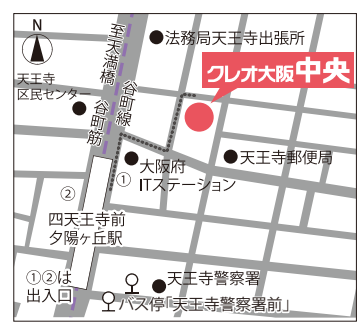 N
至天満橋
谷町線
谷町筋
法務局天王寺出張所
クレオ大阪中央
天王寺
区民センター
天王寺郵便局
大阪府
ITステーション
①
②
四天王寺前
夕陽ヶ丘駅
①②は
出入口
天王寺警察署
バス停「天王寺警察署前」